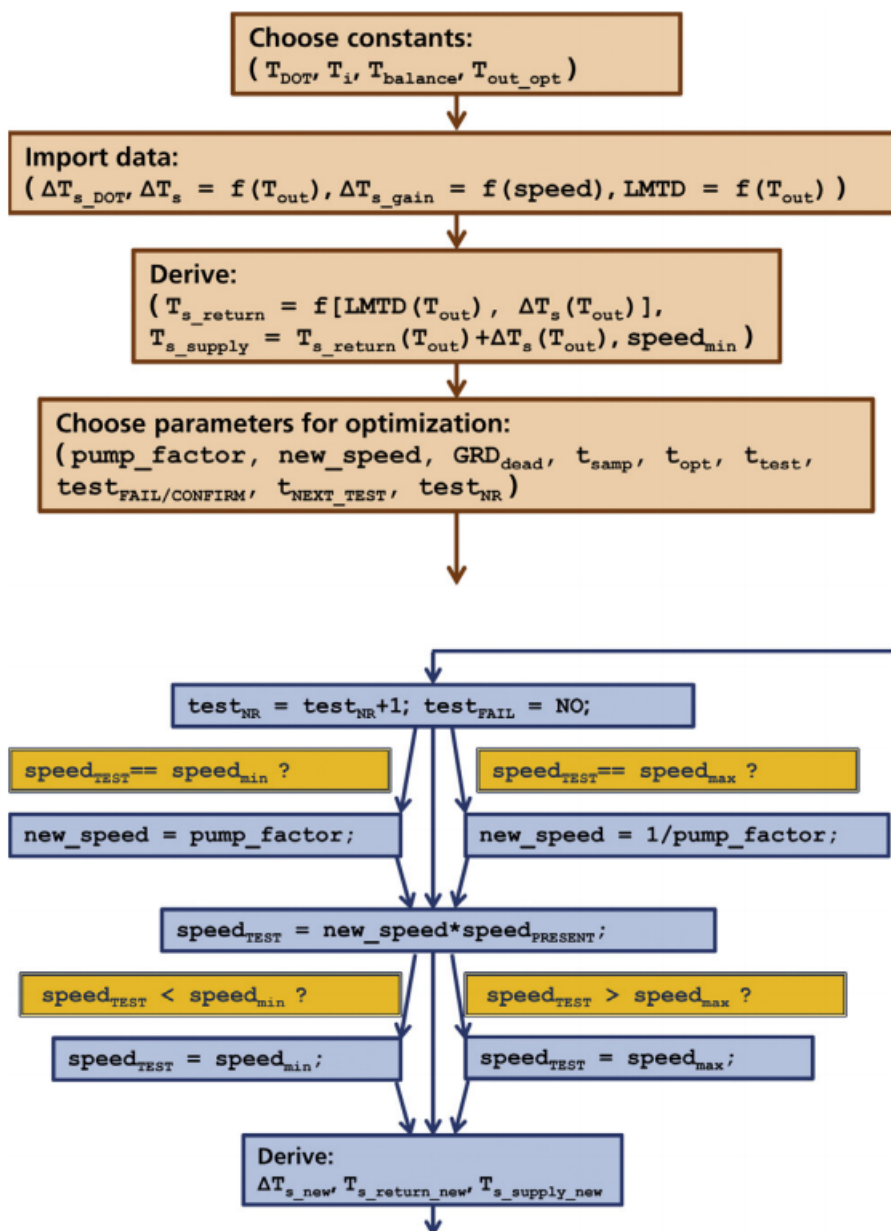 Choose constants:
( T_DOT, T_i, T_balance, T_out_opt )
Import data:
( ΔT_s_DOT, ΔT_s = f(T_out), ΔT_s_gain = f(speed), LMTD = f(T_out) )
Derive:
( T_s_return = f[LMTD(T_out) , ΔT_s(T_out)],
T_s_supply = T_s_return(T_out)+ΔT_s(T_out), speed_min )
Choose parameters for optimization:
( pump_factor, new_speed, GRD_dead, t_samp, t_opt, t_test,
test_FAIL/CONFIRM, t_NEXT_TEST, test_NR )
test_NR = test_NR+1; test_FAIL = NO;
speed_TEST== speed_min ?
speed_TEST== speed_max ?
new_speed = pump_factor;
new_speed = 1/pump_factor;
speed_TEST = new_speed*speed_PRESENT;
speed_TEST < speed_min ?
speed_TEST > speed_max ?
speed_TEST = speed_min;
speed_TEST = speed_max;
Derive:
ΔT_s_new, T_s_return_new, T_s_supply_new